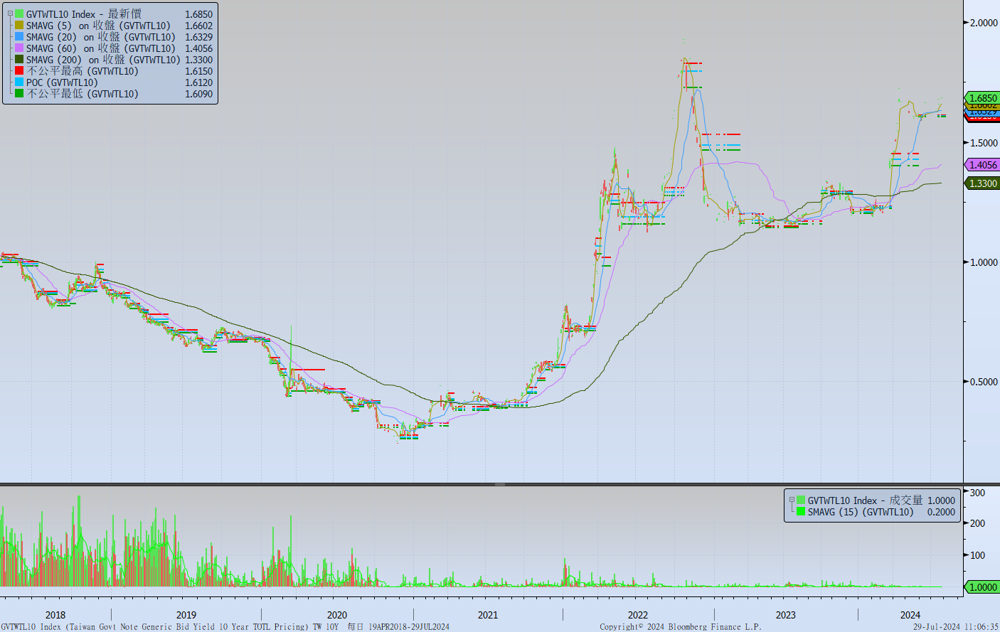 GVTWTL10 Index - 最新價 1.6850
SMAVG (5) on 收盤 (GVTWTL10) 1.6602
SMAVG (20) on 收盤 (GVTWTL10) 1.6329
SMAVG (60) on 收盤 (GVTWTL10) 1.4056
SMAVG (200) on 收盤 (GVTWTL10) 1.3300
不公平最高 (GVTWTL10) 1.6150
POC (GVTWTL10) 1.6120
不公平最低 (GVTWTL10) 1.6090
2.0000
1.6850
1.6602
1.6329
1.5000
1.4056
1.3300
1.0000
0.5000
GVTWTL10 Index - 成交量 1.0000
SMAVG (15) (GVTWTL10) 0.2000
300
200
100
1.0000
2018 2019 2020 2021 2022 2023 2024
GVTWTL10 Index (Taiwan Govt Note Generic Bid Yield 10 Year TOTL Pricing) TW 10Y 每日 19APR2018-29JUL2024 Copyright© 2024 Bloomberg Finance L.P. 29-Jul-2024 11:06:35